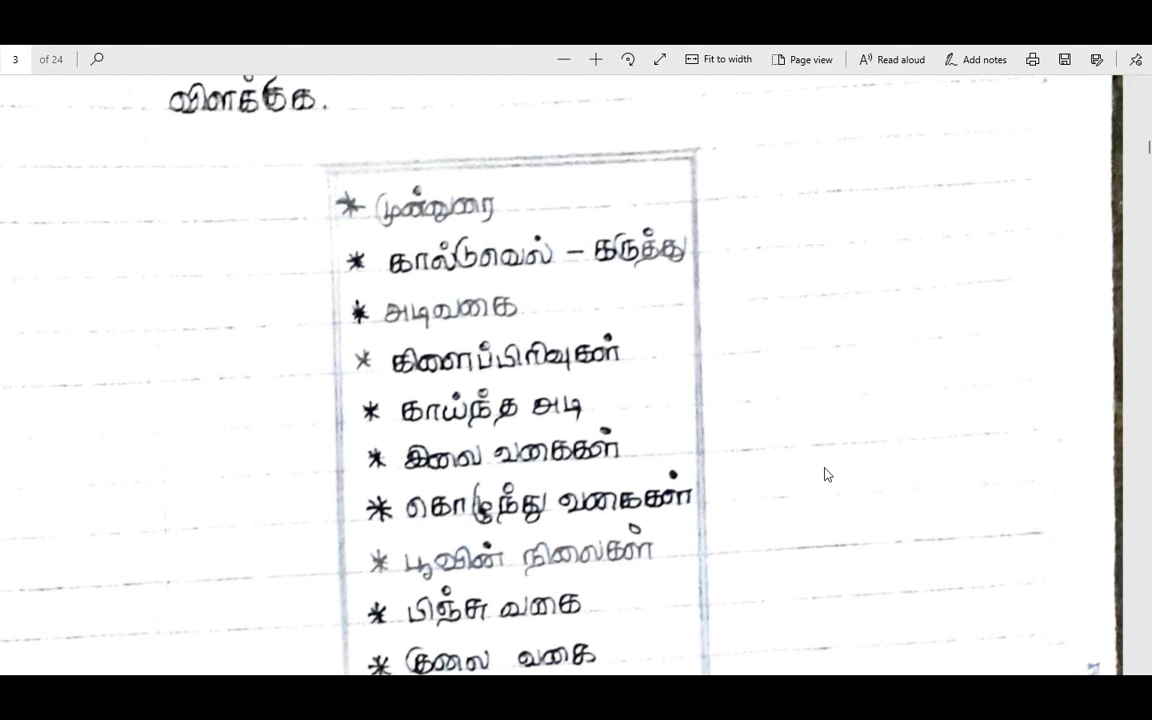 3 of 24 Fit to width Page view Read aloud Add notes
விளக்குக.
* முன்னுரை
* கால்டுவெல் – கருத்து
* அடிவகை
* கிளைப்பிரிவுகள்
* காய்ந்த அடி
* இலை வகைகள்
* கொழுந்து வகைகள்
* பூவின் நிலைகள்
* பிஞ்சு வகை
* குலை வகை